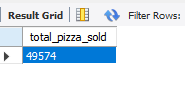 Result Grid Filter Rows:
total_pizza_sold
49574